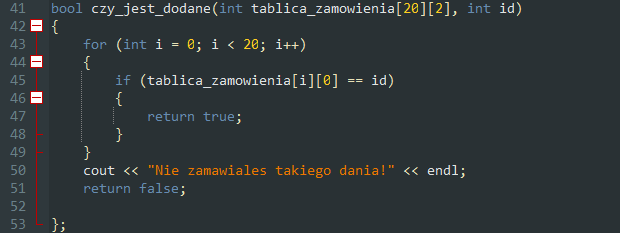 41 bool czy_jest_dodane(int tablica_zamowienia[20][2], int id)
42 {
43     for (int i = 0; i < 20; i++)
44     {
45         if (tablica_zamowienia[i][0] == id)
46         {
47             return true;
48         }
49     }
50     cout << "Nie zamawiales takiego dania!" << endl;
51     return false;
52
53 };